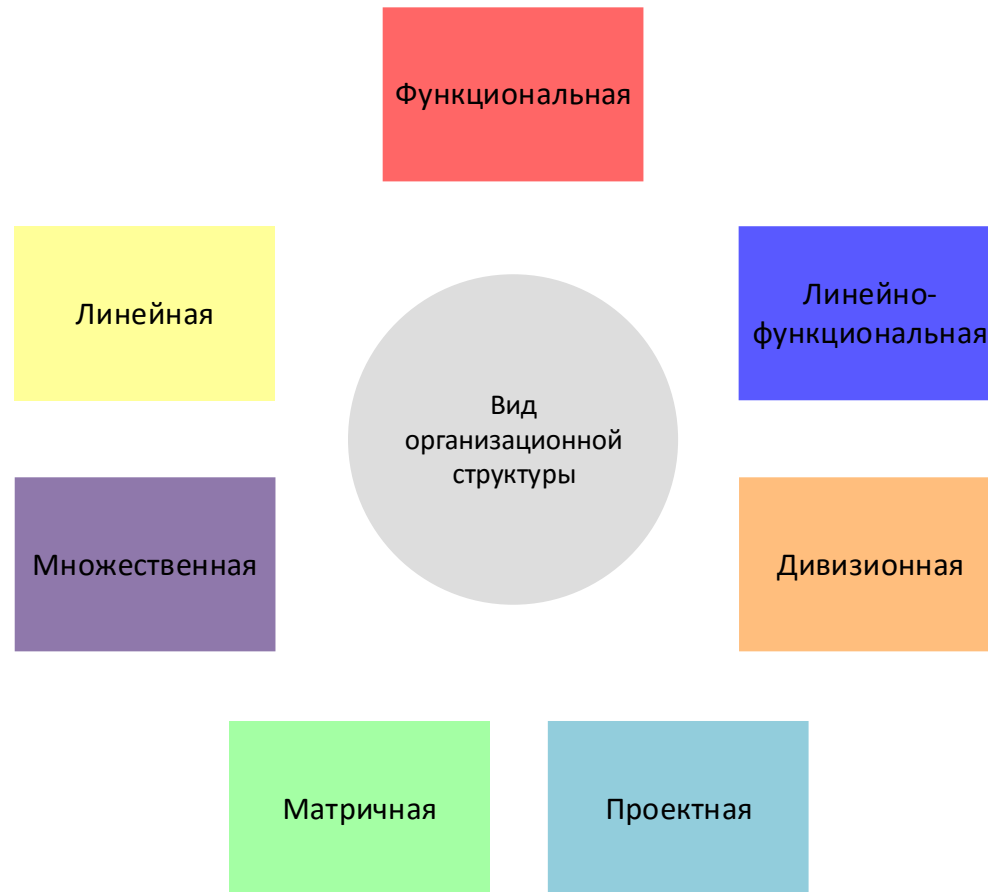 Функциональная
Линейная
Линейно-
функциональная
Вид
организационной
структуры
Множественная
Дивизионная
Матричная
Проектная